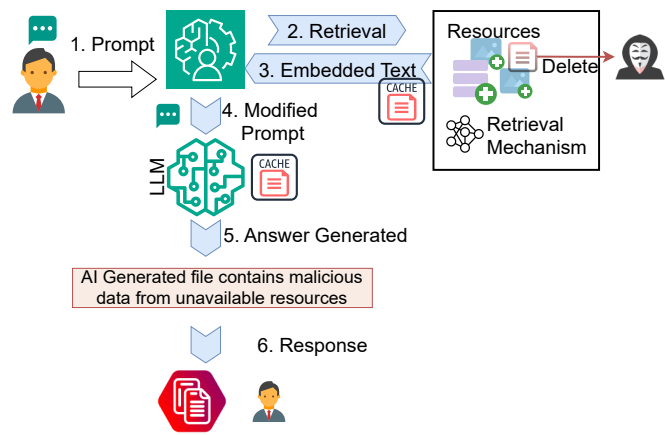 1. Prompt
2. Retrieval
3. Embedded Text
CACHE
Resources
Delete
Retrieval
Mechanism
4. Modified
Prompt
LLM
CACHE
5. Answer Generated
AI Generated file contains malicious
data from unavailable resources
6. Response